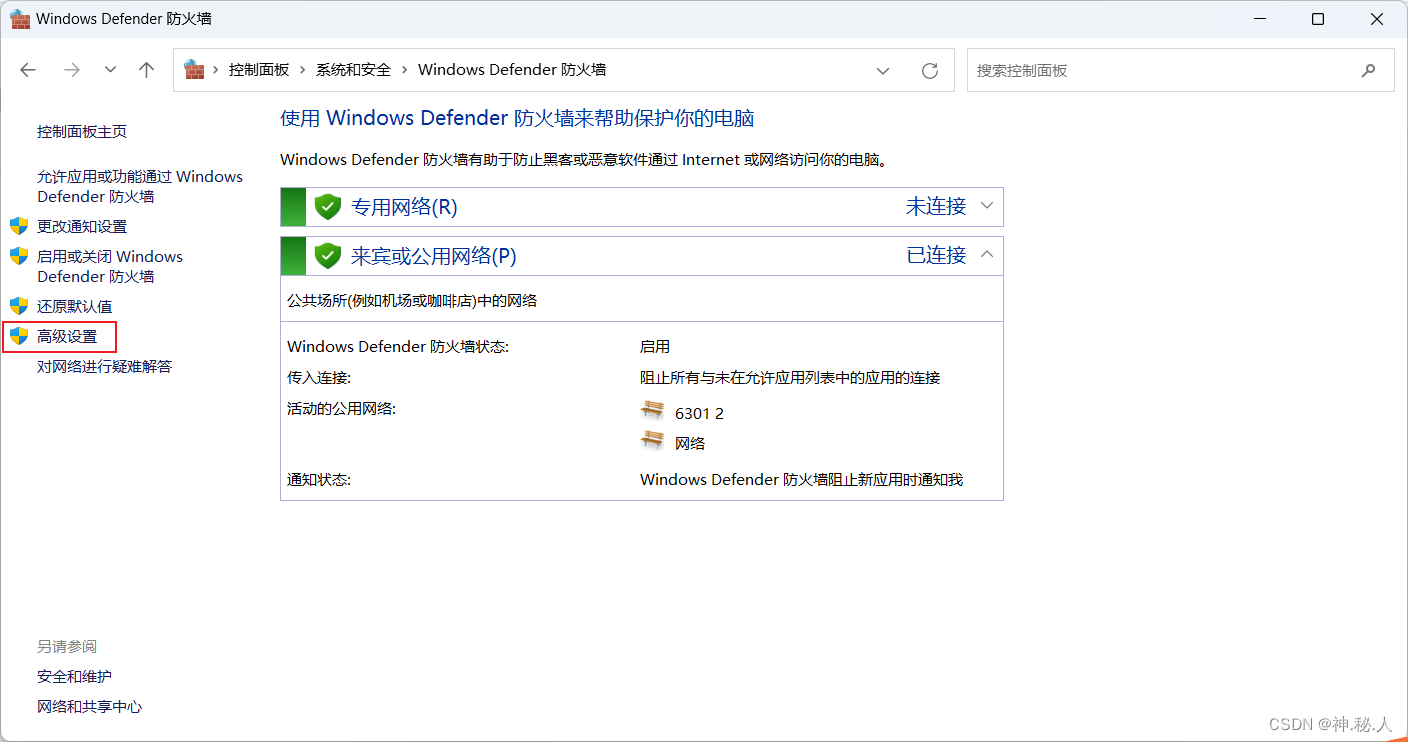 Windows Defender 防火墙
控制面板 › 系统和安全 › Windows Defender 防火墙
搜索控制面板
控制面板主页
允许应用或功能通过 Windows
Defender 防火墙
更改通知设置
启用或关闭 Windows
Defender 防火墙
还原默认值
高级设置
对网络进行疑难解答
使用 Windows Defender 防火墙来帮助保护你的电脑
Windows Defender 防火墙有助于防止黑客或恶意软件通过 Internet 或网络访问你的电脑。
专用网络(R) 未连接
来宾或公用网络(P) 已连接
公共场所(例如机场或咖啡店)中的网络
Windows Defender 防火墙状态: 启用
传入连接: 阻止所有与未在允许应用列表中的应用的连接
活动的公用网络: 6301 2
网络
通知状态: Windows Defender 防火墙阻止新应用时通知我
另请参阅
安全和维护
网络和共享中心
CSDN @神.秘.人